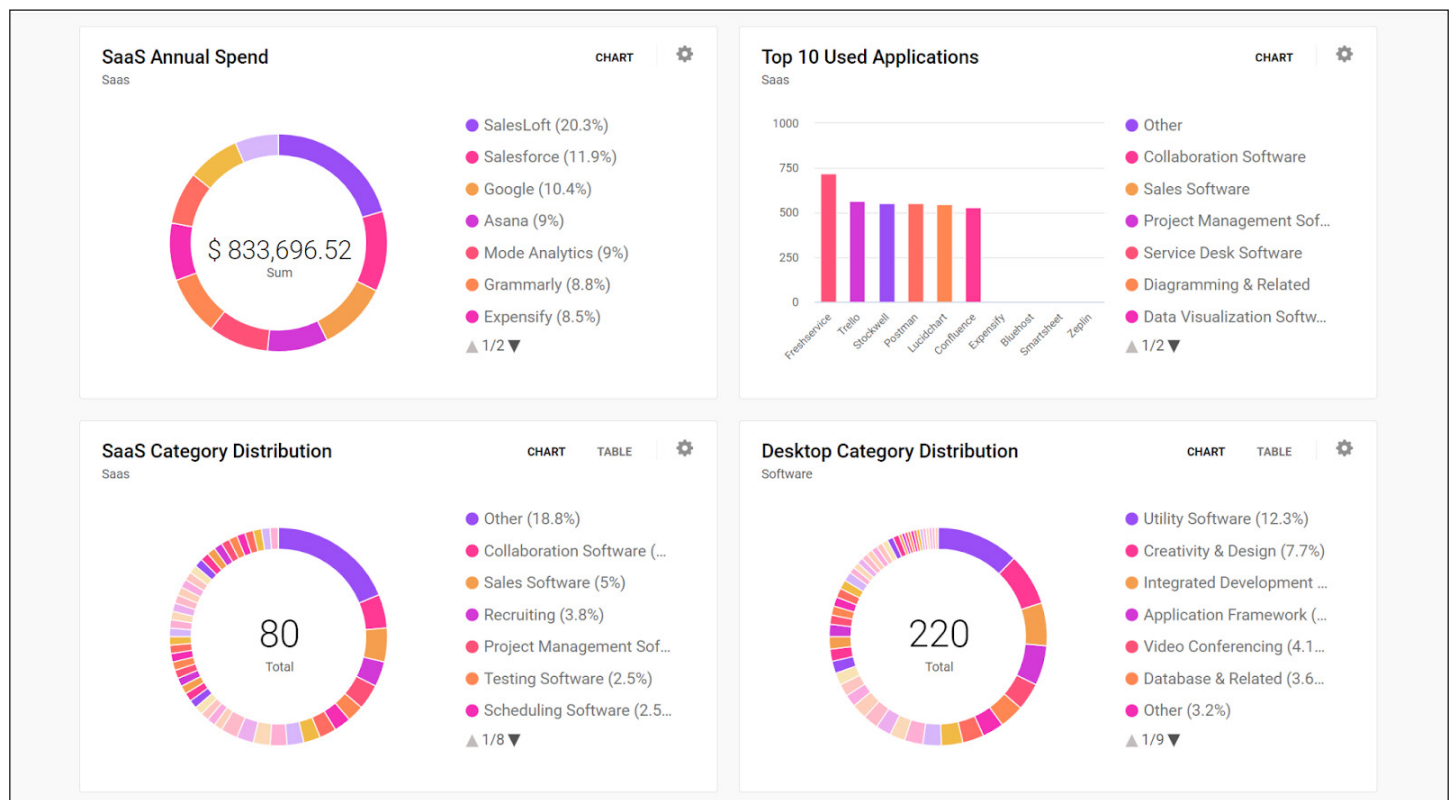 SaaS Annual Spend
CHART
Saas
SalesLoft (20.3%)
Salesforce (11.9%)
Google (10.4%)
Asana (9%)
Mode Analytics (9%)
Grammarly (8.8%)
Expensify (8.5%)
1/2
$ 833,696.52
Sum
Top 10 Used Applications
CHART
Saas
1000
750
500
250
0
Freshservice
Trello
Stockwell
Postman
Lucidchart
Confluence
Expensify
Bluehost
Smartsheet
Zeplin
Other
Collaboration Software
Sales Software
Project Management Sof...
Service Desk Software
Diagramming & Related
Data Visualization Softw...
1/2
SaaS Category Distribution
CHART TABLE
Saas
80
Total
Other (18.8%)
Collaboration Software (...
Sales Software (5%)
Recruiting (3.8%)
Project Management Sof...
Testing Software (2.5%)
Scheduling Software (2.5...
1/8
Desktop Category Distribution
CHART TABLE
Software
220
Total
Utility Software (12.3%)
Creativity & Design (7.7%)
Integrated Development ...
Application Framework (...
Video Conferencing (4.1...
Database & Related (3.6...
Other (3.2%)
1/9